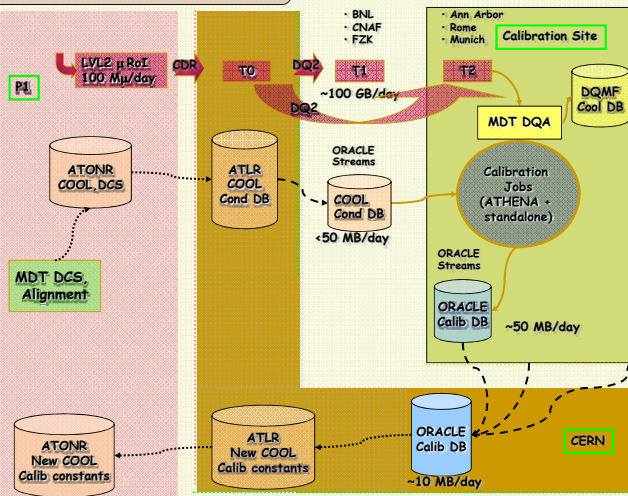 · BNL
· CNAF
· FZK
· Ann Arbor
· Rome
· Munich
Calibration Site
P1
LVL2 μ RoI
100 Mμ/day
CDR
T0
DQ2
T1
~100 GB/day
DQ2
T2
DQMF
Cool DB
MDT DQA
ATONR
COOL,DCS
ATLR
COOL
Cond DB
ORACLE
Streams
COOL
Cond DB
<50 MB/day
Calibration
Jobs
(ATHENA +
standalone)
MDT DCS,
Alignment
ORACLE
Streams
ORACLE
Calib DB
~50 MB/day
ATONR
New COOL
Calib constants
ATLR
New COOL
Calib constants
ORACLE
Calib DB
~10 MB/day
CERN